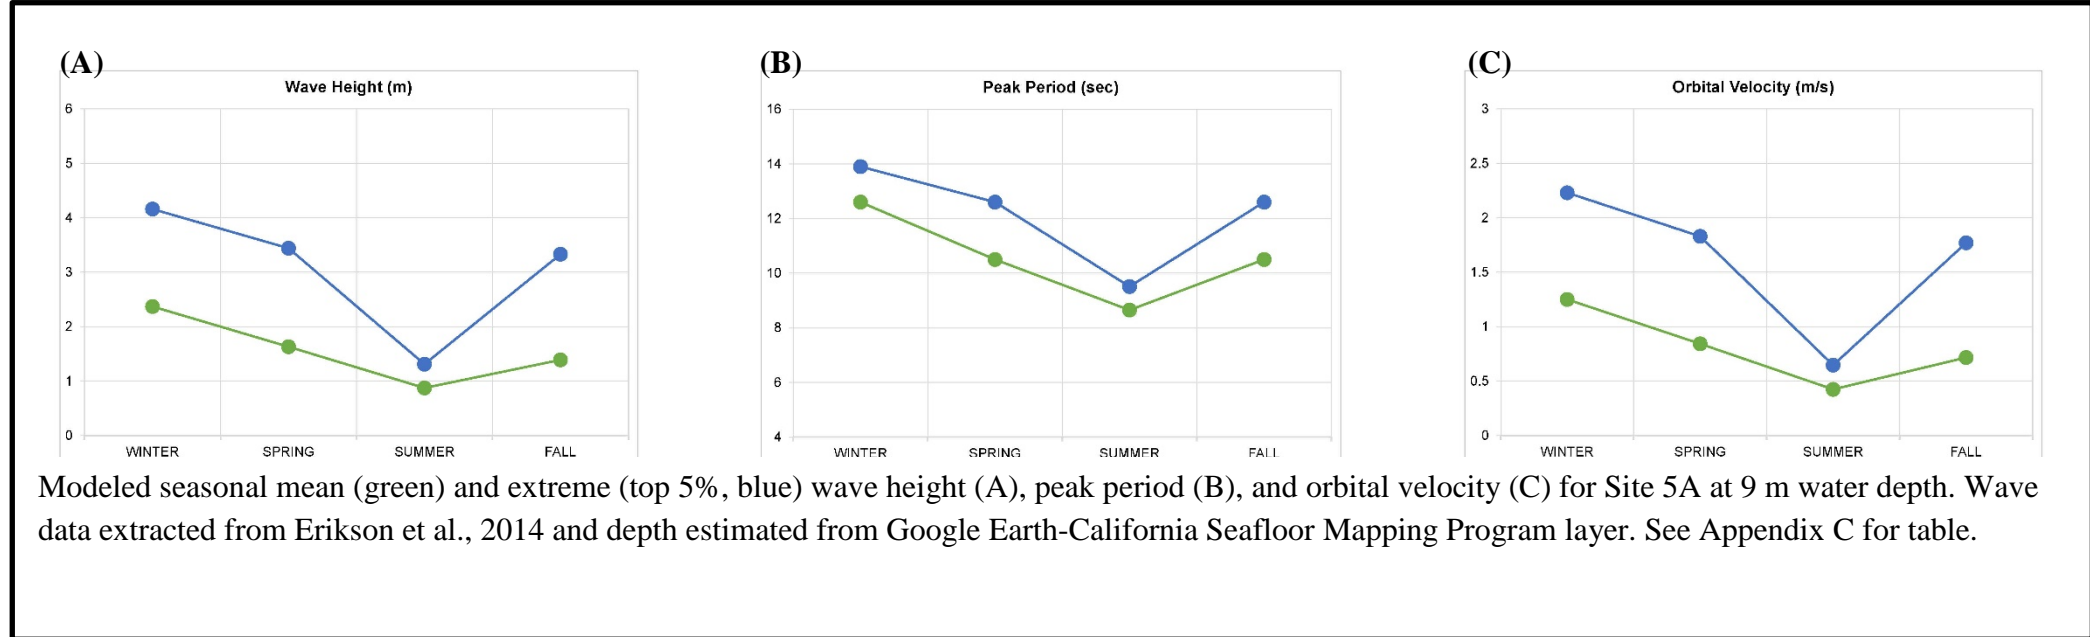 (A)
Wave Height (m)
6
5
4
3
2
1
0
WINTER SPRING SUMMER FALL
(B)
Peak Period (sec)
16
14
12
10
8
6
4
WINTER SPRING SUMMER FALL
(C)
Orbital Velocity (m/s)
3
2.5
2
1.5
1
0.5
0
WINTER SPRING SUMMER FALL
Modeled seasonal mean (green) and extreme (top 5%, blue) wave height (A), peak period (B), and orbital velocity (C) for Site 5A at 9 m water depth. Wave
data extracted from Erikson et al., 2014 and depth estimated from Google Earth-California Seafloor Mapping Program layer. See Appendix C for table.